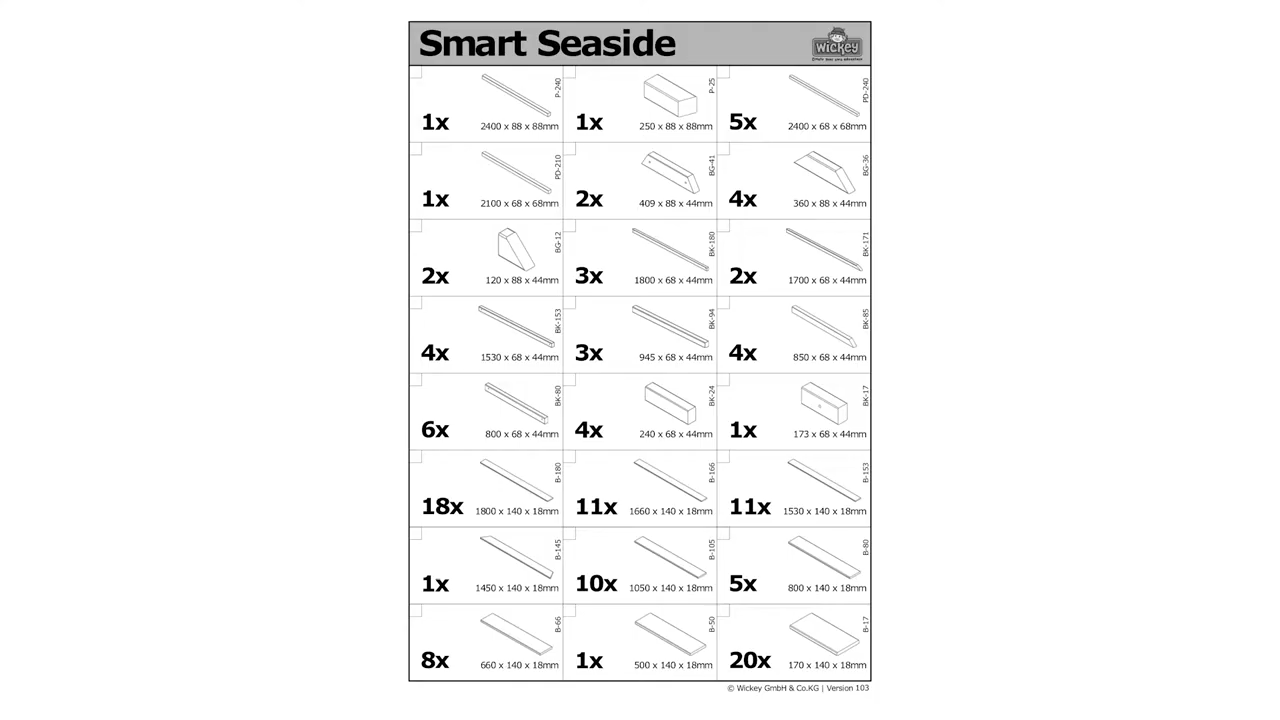 Smart Seaside
Wickey
Create your own adventure
P-240
1x
2400 x 88 x 88mm
P-25
1x
250 x 88 x 88mm
PD-240
5x
2400 x 68 x 68mm
PD-210
1x
2100 x 68 x 68mm
BG-41
2x
409 x 88 x 44mm
BG-36
4x
360 x 88 x 44mm
BG-12
2x
120 x 88 x 44mm
BK-180
3x
1800 x 68 x 44mm
BK-171
2x
1700 x 68 x 44mm
BK-153
4x
1530 x 68 x 44mm
BK-94
3x
945 x 68 x 44mm
BK-85
4x
850 x 68 x 44mm
BK-80
6x
800 x 68 x 44mm
BK-24
4x
240 x 68 x 44mm
BK-17
1x
173 x 68 x 44mm
B-180
18x
1800 x 140 x 18mm
B-166
11x
1660 x 140 x 18mm
B-153
11x
1530 x 140 x 18mm
B-145
1x
1450 x 140 x 18mm
B-105
10x
1050 x 140 x 18mm
B-80
5x
800 x 140 x 18mm
B-66
8x
660 x 140 x 18mm
B-50
1x
500 x 140 x 18mm
B-17
20x
170 x 140 x 18mm
© Wickey GmbH & Co.KG | Version 103